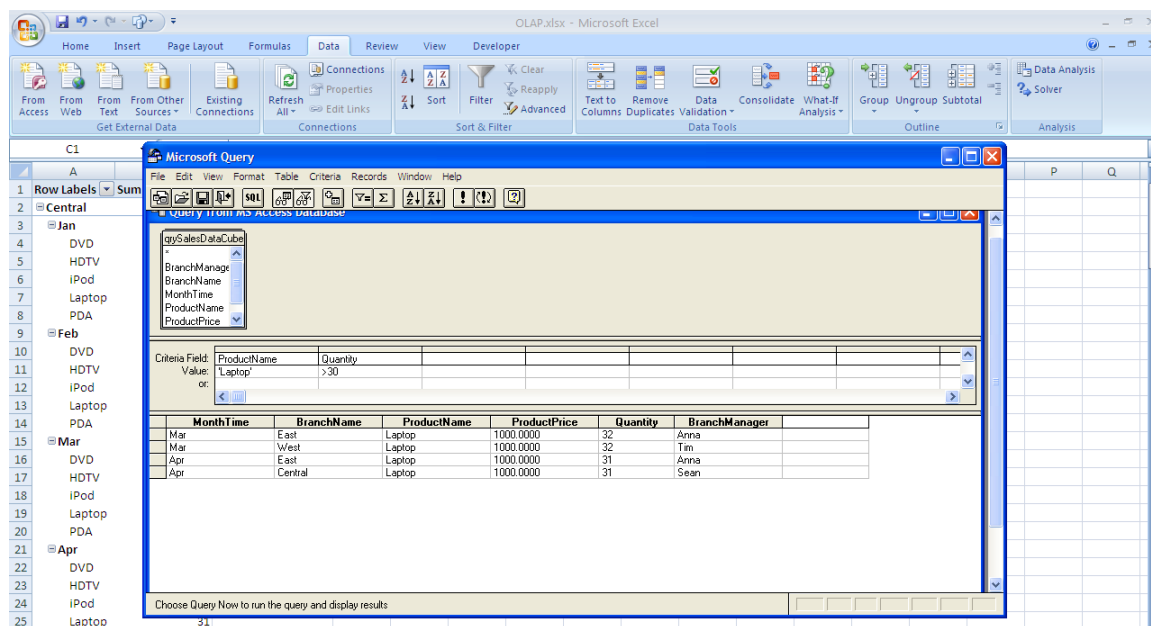 OLAP.xlsx - Microsoft Excel
Home Insert Page Layout Formulas Data Review View Developer
From Access
From Web
From Text
From Other Sources
Existing Connections
Get External Data
Refresh All
Connections
Properties
Edit Links
Connections
Sort
Filter
Clear
Reapply
Advanced
Sort & Filter
Text to Columns
Remove Duplicates
Data Validation
Consolidate
What-If Analysis
Data Tools
Group
Ungroup
Subtotal
Outline
Data Analysis
Solver
Analysis
C1
A P Q
1 Row Labels Sum
2 Central
3 Jan
4 DVD
5 HDTV
6 iPod
7 Laptop
8 PDA
9 Feb
10 DVD
11 HDTV
12 iPod
13 Laptop
14 PDA
15 Mar
16 DVD
17 HDTV
18 iPod
19 Laptop
20 PDA
21 Apr
22 DVD
23 HDTV
24 iPod
25 Laptop 31
Microsoft Query
File Edit View Format Table Criteria Records Window Help
SQL
Query from MS Access Database
qrySalesDataCube
*
BranchManage
BranchName
MonthTime
ProductName
ProductPrice
Criteria Field: ProductName Quantity
Value: 'Laptop' >30
or:
MonthTime BranchName ProductName ProductPrice Quantity BranchManager
Mar East Laptop 1000.0000 32 Anna
Mar West Laptop 1000.0000 32 Tim
Apr East Laptop 1000.0000 31 Anna
Apr Central Laptop 1000.0000 31 Sean
Choose Query Now to run the query and display results